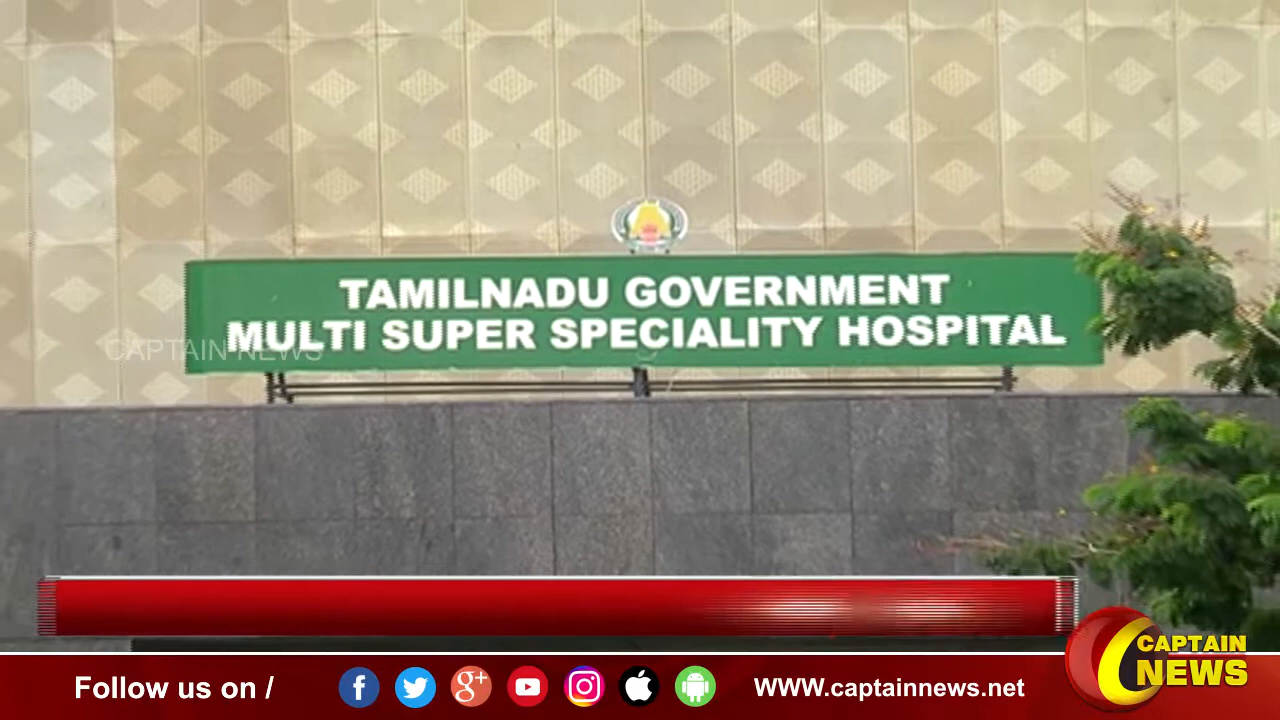 TAMILNADU GOVERNMENT
MULTI SUPER SPECIALITY HOSPITAL
CAPTAIN NEWS
Follow us on /
WWW.captainnews.net
CAPTAIN
NEWS